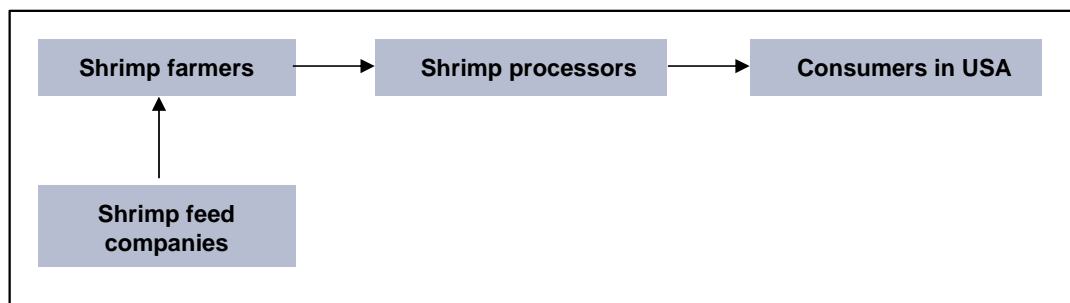 Shrimp farmers
Shrimp processors
Consumers in USA
Shrimp feed
companies